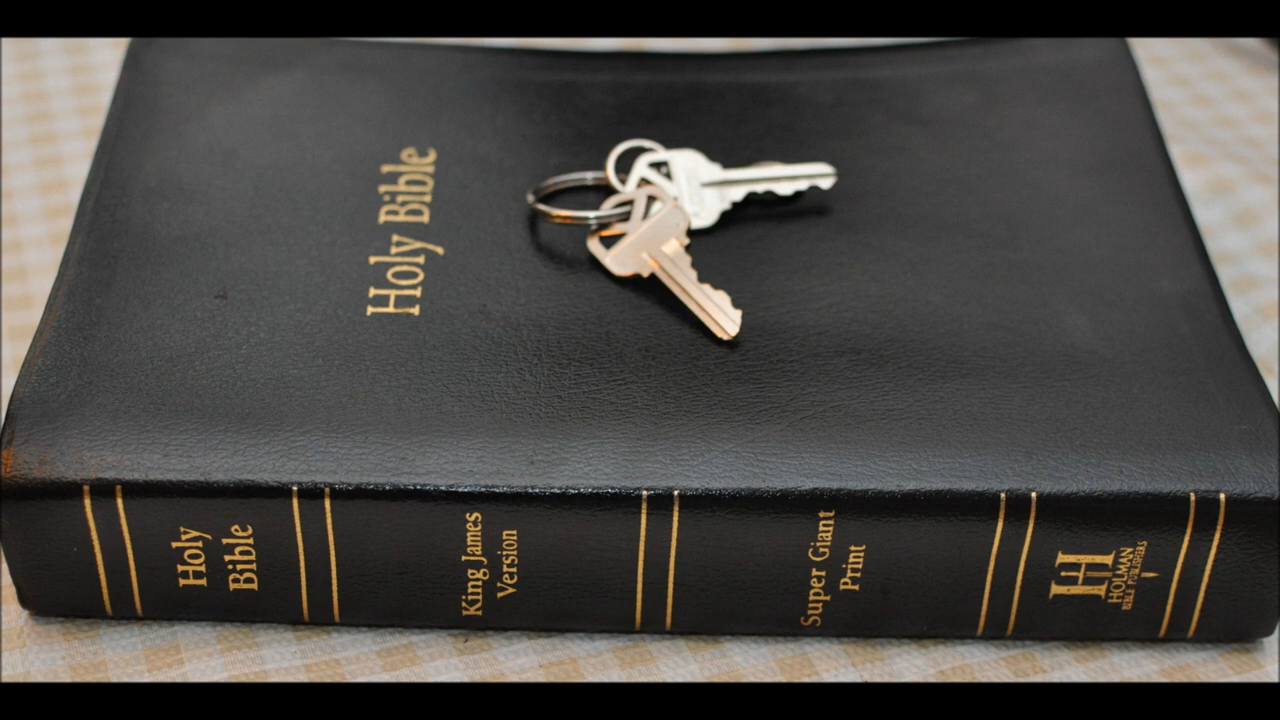 Holy Bible
Holy
Bible
King James
Version
Super Giant
Print
HOLMAN
BIBLE PUBLISHERS